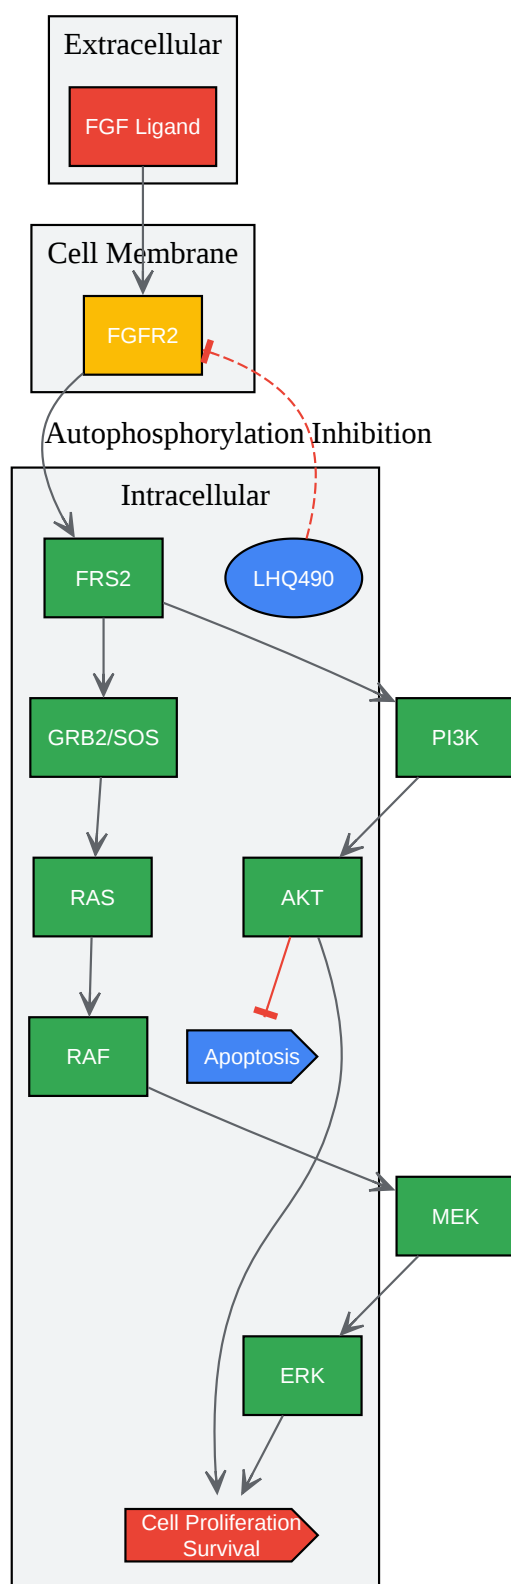 Extracellular
FGF Ligand
Cell Membrane
FGFR2
Autophosphorylation
Inhibition
Intracellular
FRS2
LHQ490
GRB2/SOS
PI3K
RAS
AKT
RAF
Apoptosis
MEK
ERK
Cell Proliferation
Survival